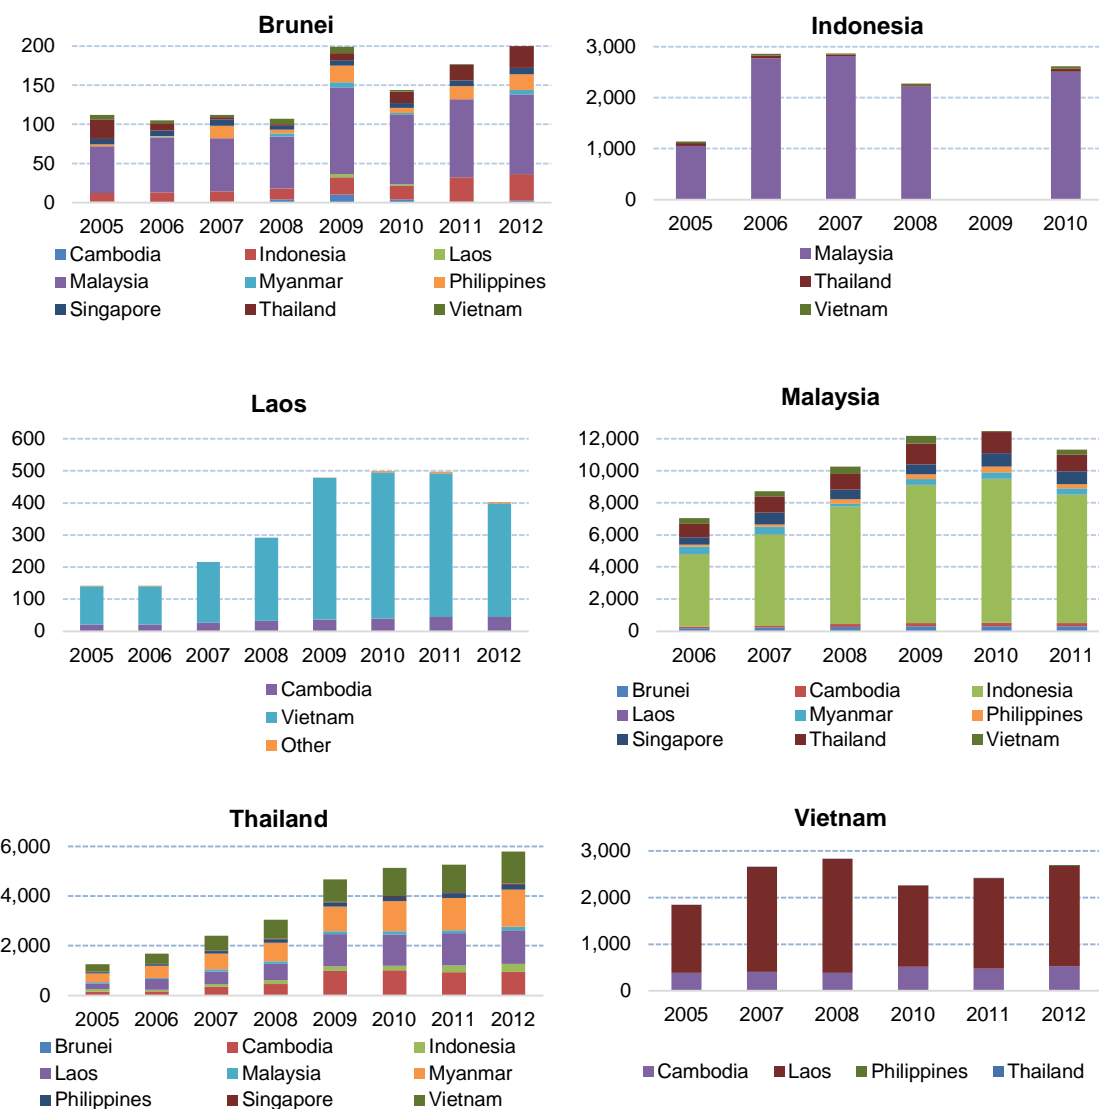 Brunei
200
150
100
50
0
2005 2006 2007 2008 2009 2010 2011 2012
Cambodia Indonesia Laos
Malaysia Myanmar Philippines
Singapore Thailand Vietnam
Indonesia
3,000
2,000
1,000
0
2005 2006 2007 2008 2009 2010
Malaysia
Thailand
Vietnam
Laos
600
500
400
300
200
100
0
2005 2006 2007 2008 2009 2010 2011 2012
Cambodia
Vietnam
Other
Malaysia
12,000
10,000
8,000
6,000
4,000
2,000
0
2006 2007 2008 2009 2010 2011
Brunei Cambodia Indonesia
Laos Myanmar Philippines
Singapore Thailand Vietnam
Thailand
6,000
4,000
2,000
0
2005 2006 2007 2008 2009 2010 2011 2012
Brunei Cambodia Indonesia
Laos Malaysia Myanmar
Philippines Singapore Vietnam
Vietnam
3,000
2,000
1,000
0
2005 2007 2008 2010 2011 2012
Cambodia Laos Philippines Thailand